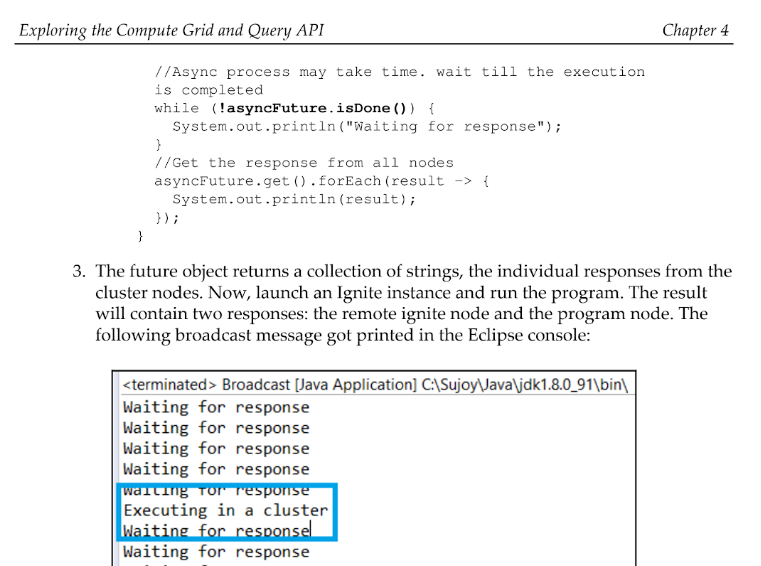 Exploring the Compute Grid and Query API Chapter 4
//Async process may take time. wait till the execution
is completed
while (!asyncFuture.isDone()) {
System.out.println("Waiting for response");
}
//Get the response from all nodes
asyncFuture.get().forEach(result -> {
System.out.println(result);
});
}
3. The future object returns a collection of strings, the individual responses from the
cluster nodes. Now, launch an Ignite instance and run the program. The result
will contain two responses: the remote ignite node and the program node. The
following broadcast message got printed in the Eclipse console:
<terminated> Broadcast [Java Application] C:\Sujoy\Java\jdk1.8.0_91\bin\
Waiting for response
Waiting for response
Waiting for response
Waiting for response
Waiting for response
Executing in a cluster
Waiting for response
Waiting for response